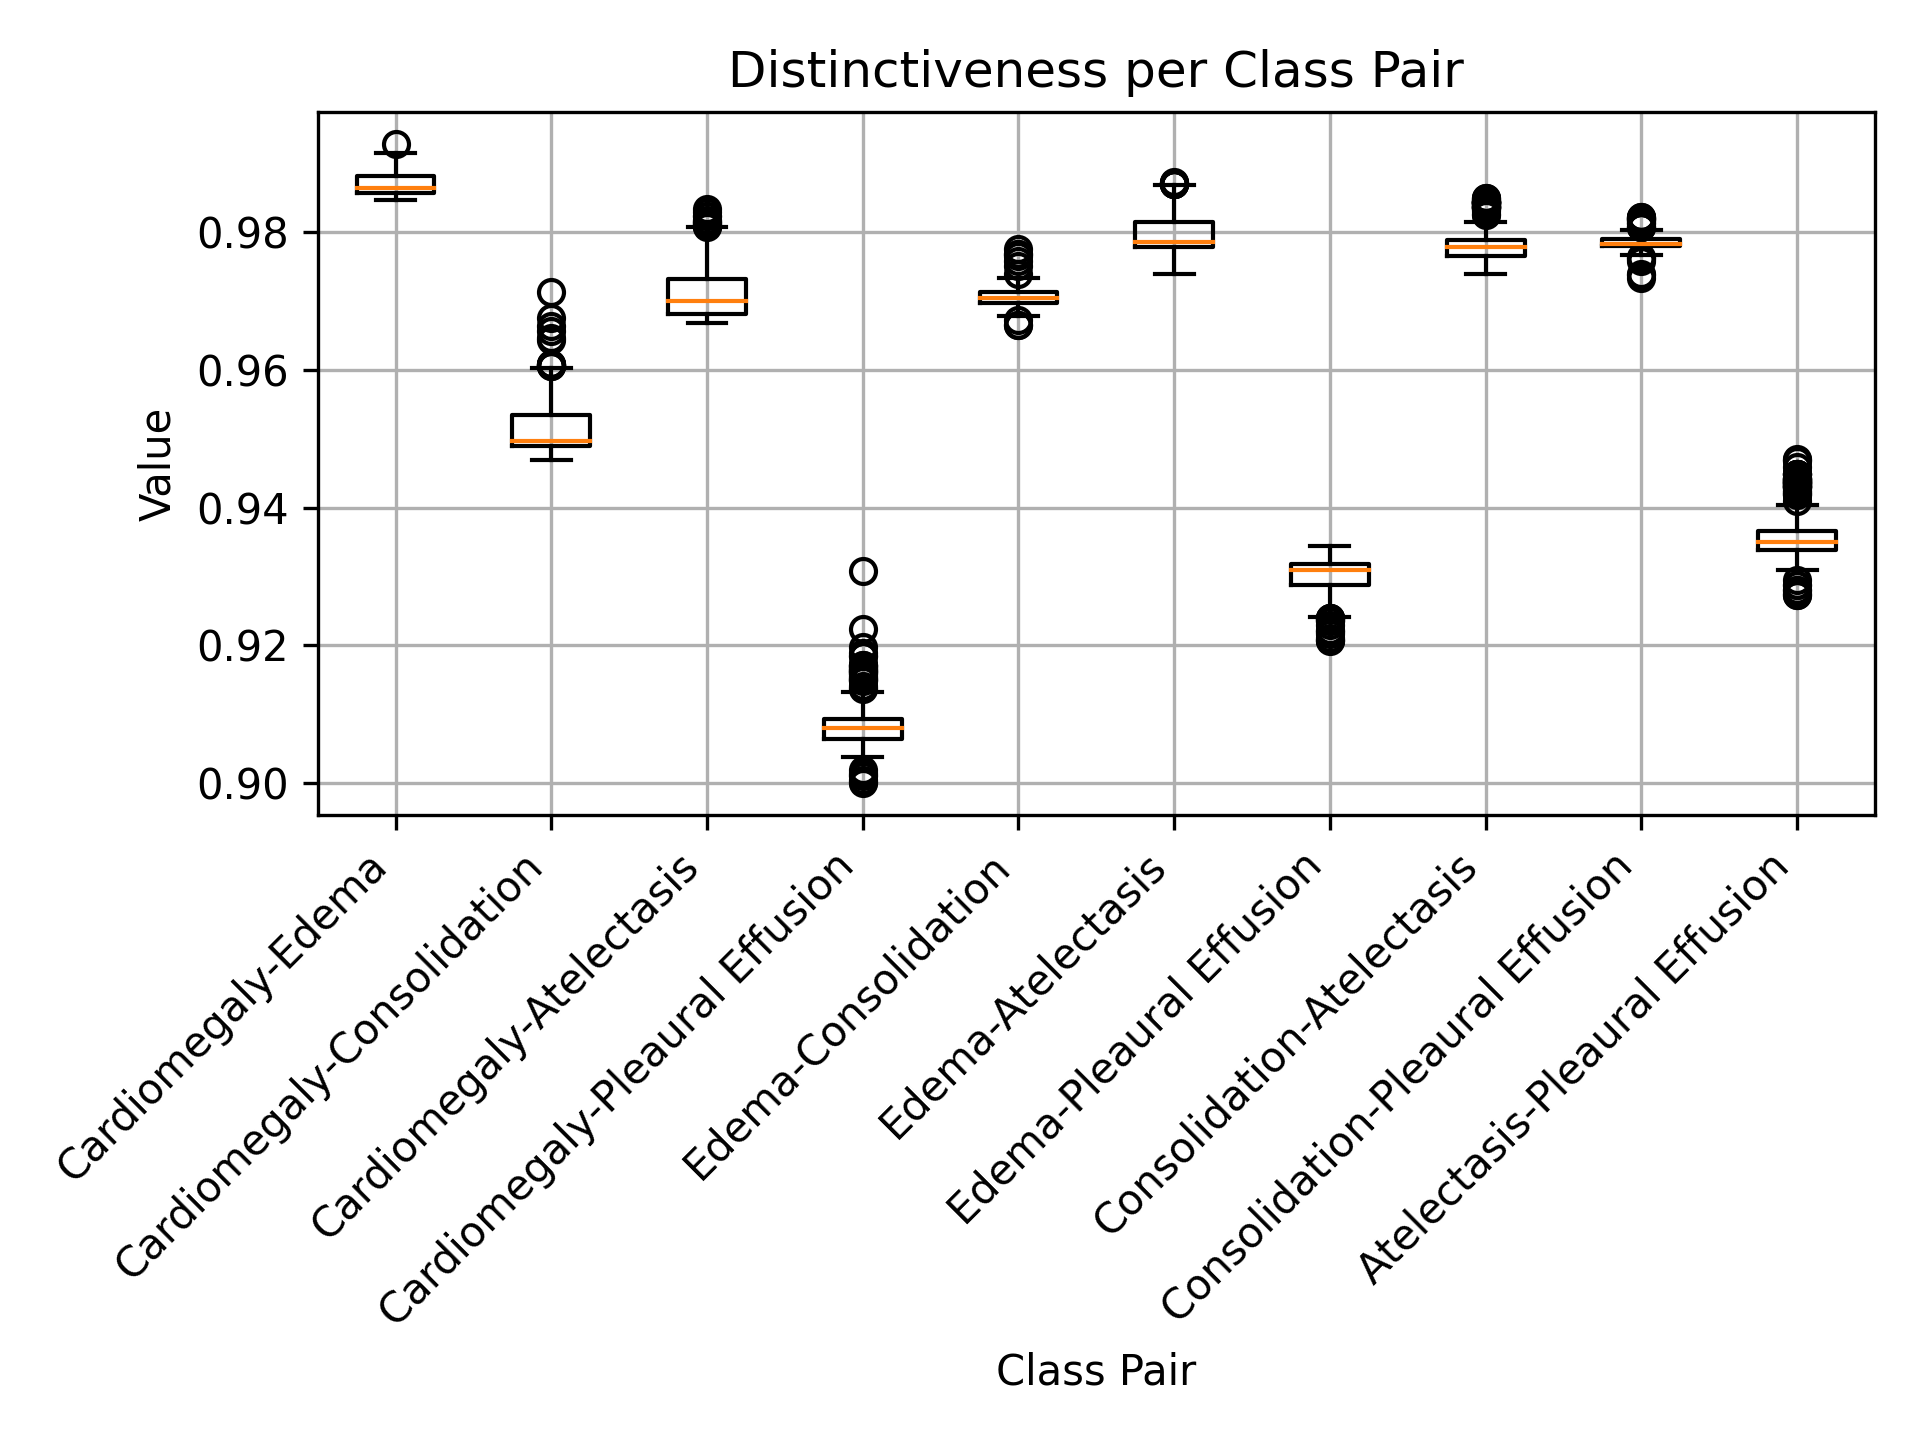 Distinctiveness per Class Pair
Value
0.98
0.96
0.94
0.92
0.90
Cardiomegaly-Edema
Cardiomegaly-Consolidation
Cardiomegaly-Atelectasis
Cardiomegaly-Pleaural Effusion
Edema-Consolidation
Edema-Atelectasis
Edema-Pleaural Effusion
Consolidation-Atelectasis
Consolidation-Pleaural Effusion
Atelectasis-Pleaural Effusion
Class Pair